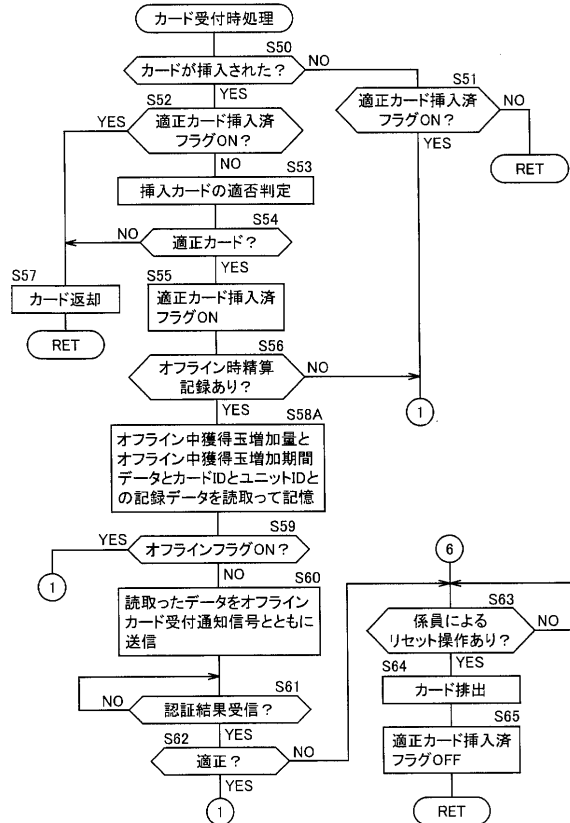 カード受付時処理
S50
カードが挿入された?
NO
YES
S51
適正カード挿入済
フラグON?
NO
YES
RET
S52
適正カード挿入済
フラグON?
YES
NO
S53
挿入カードの適否判定
S54
適正カード?
NO
YES
S57
カード返却
RET
S55
適正カード挿入済
フラグON
S56
オフライン時精算
記録あり?
NO
YES
1
S58A
オフライン中獲得玉増加量と
オフライン中獲得玉増加期間
データとカードIDとユニットIDと
の記録データを読取って記憶
S59
オフラインフラグON?
YES
NO
1
S60
読取ったデータをオフライン
カード受付通知信号とともに
送信
S61
認証結果受信?
NO
YES
S62
適正?
NO
YES
1
6
S63
係員による
リセット操作あり?
NO
YES
S64
カード排出
S65
適正カード挿入済
フラグOFF
RET